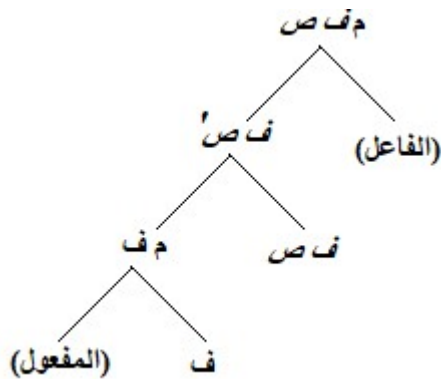 م ف ص
(الفاعل) ف ص'
ف ص م ف
ف (المفعول)